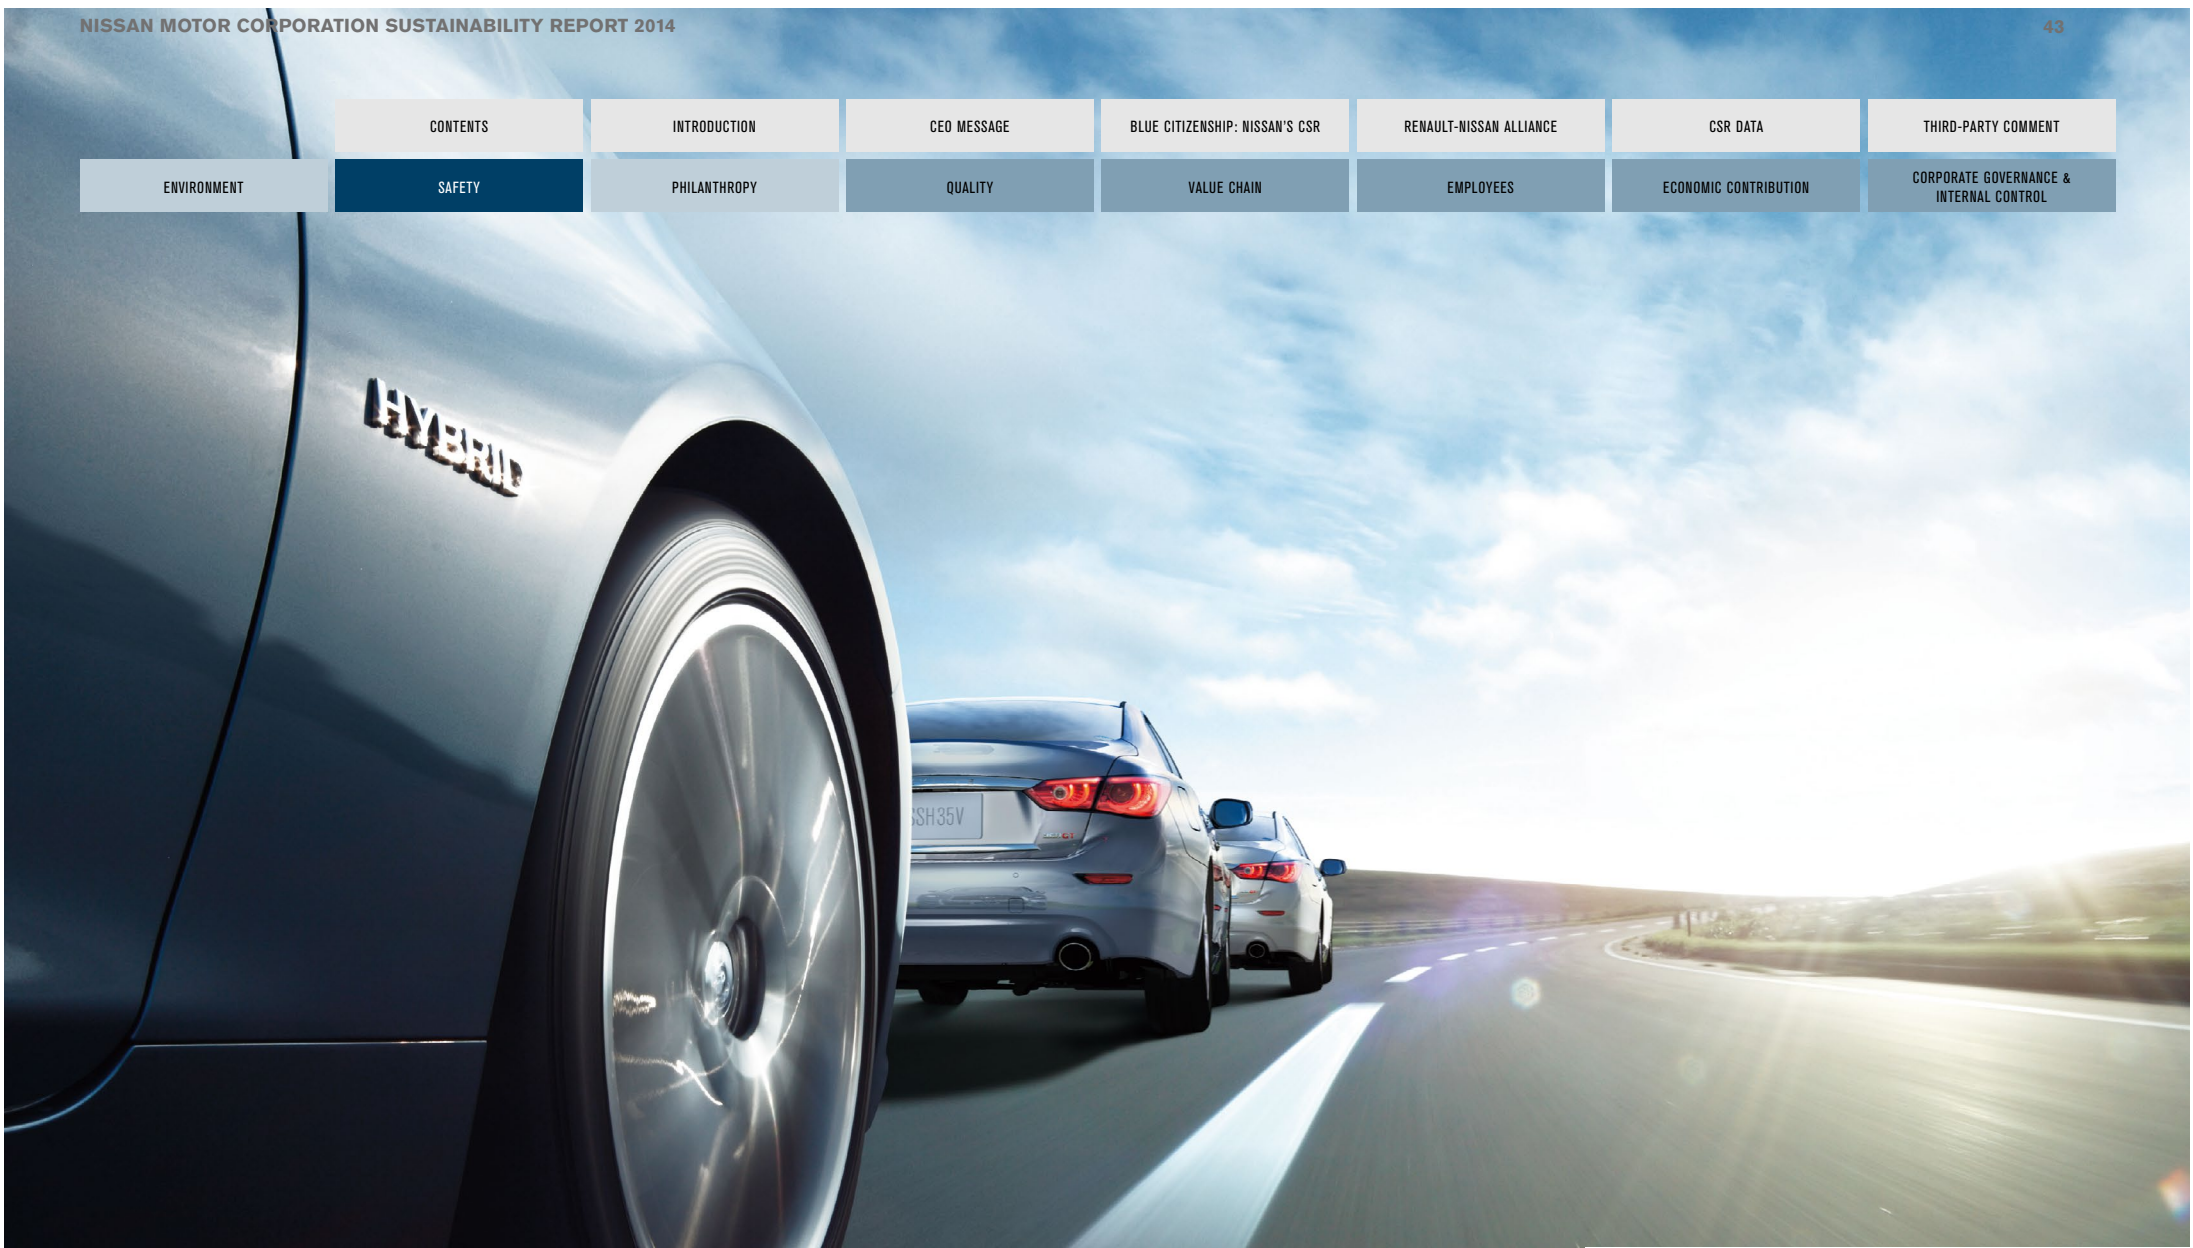 NISSAN MOTOR CORPORATION SUSTAINABILITY REPORT 2014
43
CONTENTS
INTRODUCTION
CEO MESSAGE
BLUE CITIZENSHIP: NISSAN'S CSR
RENAULT-NISSAN ALLIANCE
CSR DATA
THIRD-PARTY COMMENT
ENVIRONMENT
SAFETY
PHILANTHROPY
QUALITY
VALUE CHAIN
EMPLOYEES
ECONOMIC CONTRIBUTION
CORPORATE GOVERNANCE &
INTERNAL CONTROL
HYBRID
SH35V